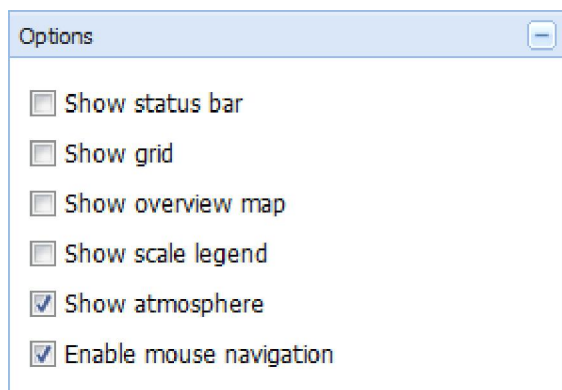 Options
Show status bar
Show grid
Show overview map
Show scale legend
Show atmosphere
Enable mouse navigation